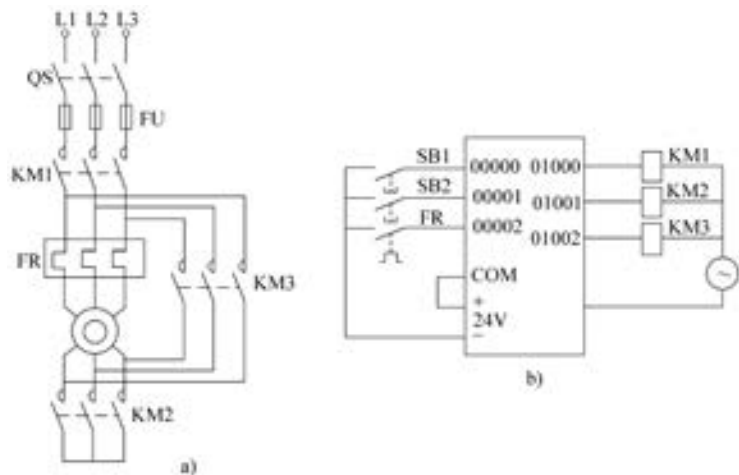 L1 L2 L3
QS
FU
KM1
FR
KM3
KM2
a)
SB1 00000 01000 KM1
SB2 00001 01001 KM2
FR 00002 01002 KM3
COM
+
24V
−
b)